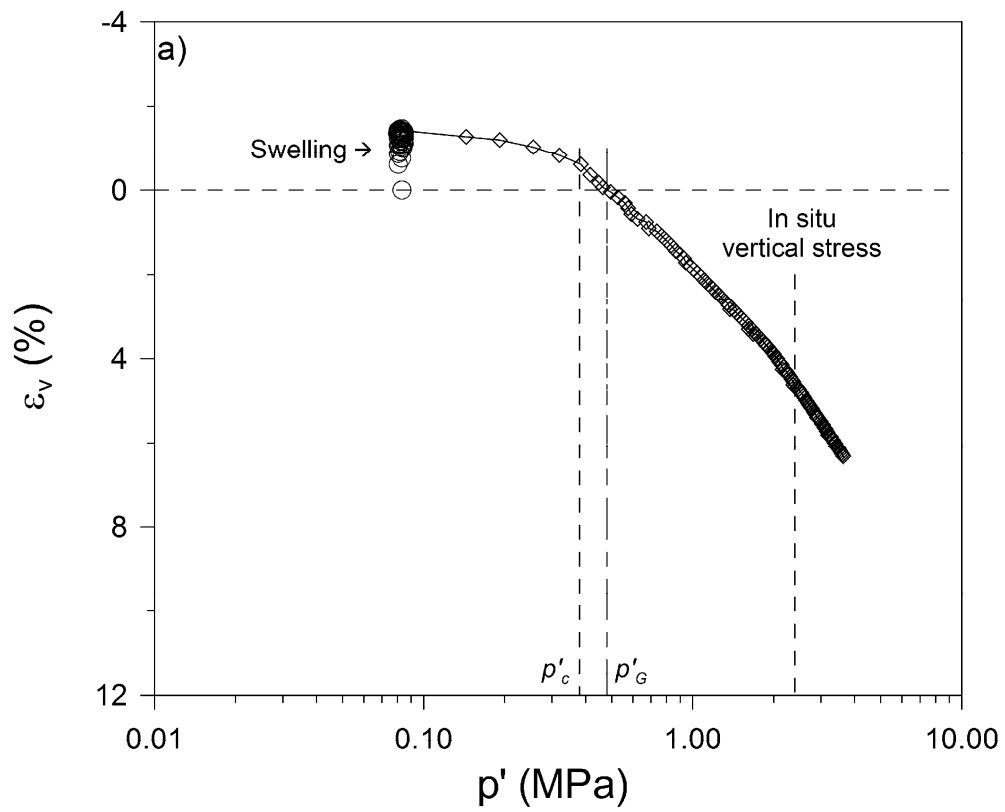 a)
-4
Swelling →
0
In situ
vertical stress
4
8
12
εv (%)
p'c
p'G
0.01
0.10
1.00
10.00
p' (MPa)